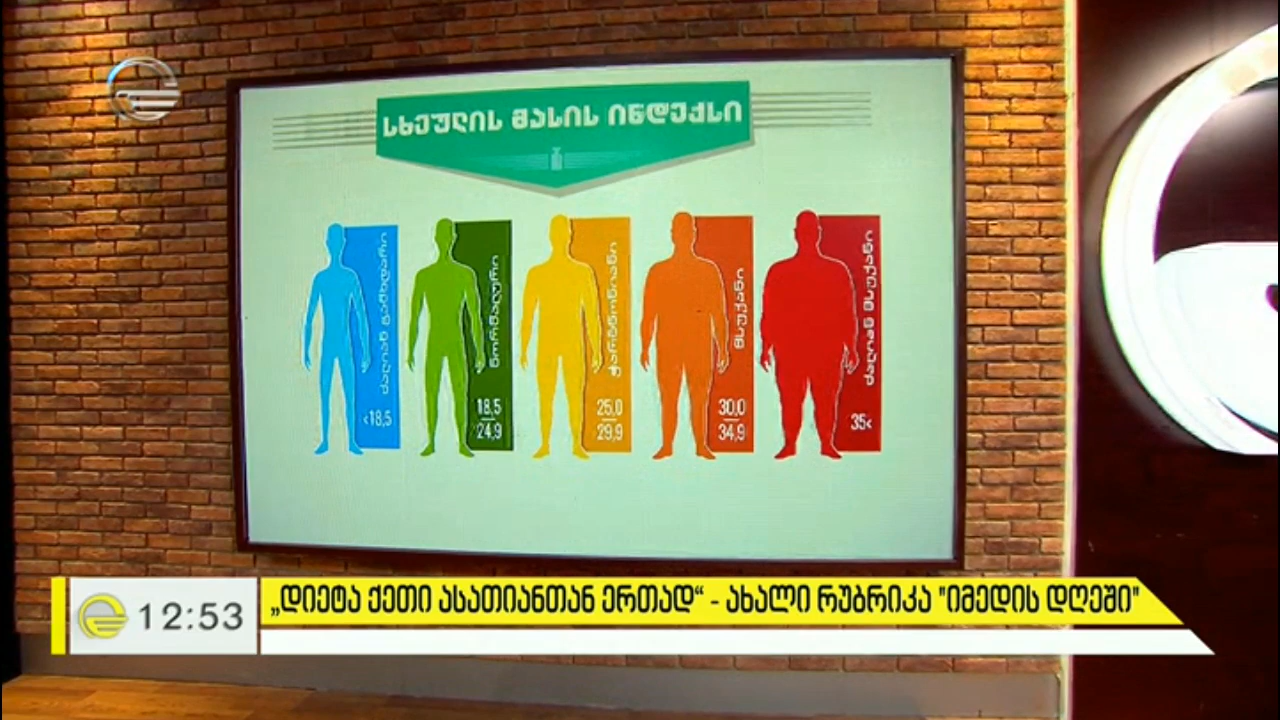 სხეულის მასის ინდექსი
ძალიან გამხდარი
<18,5
ნორმალური
18,5
24,9
ჭარბწონიანი
25,0
29,9
მსუქანი
30,0
34,9
ძალიან მსუქანი
35<
12:53
„დიეტა ქეთი ასათიანთან ერთად“ - ახალი რუბრიკა "იმედის დღეში"